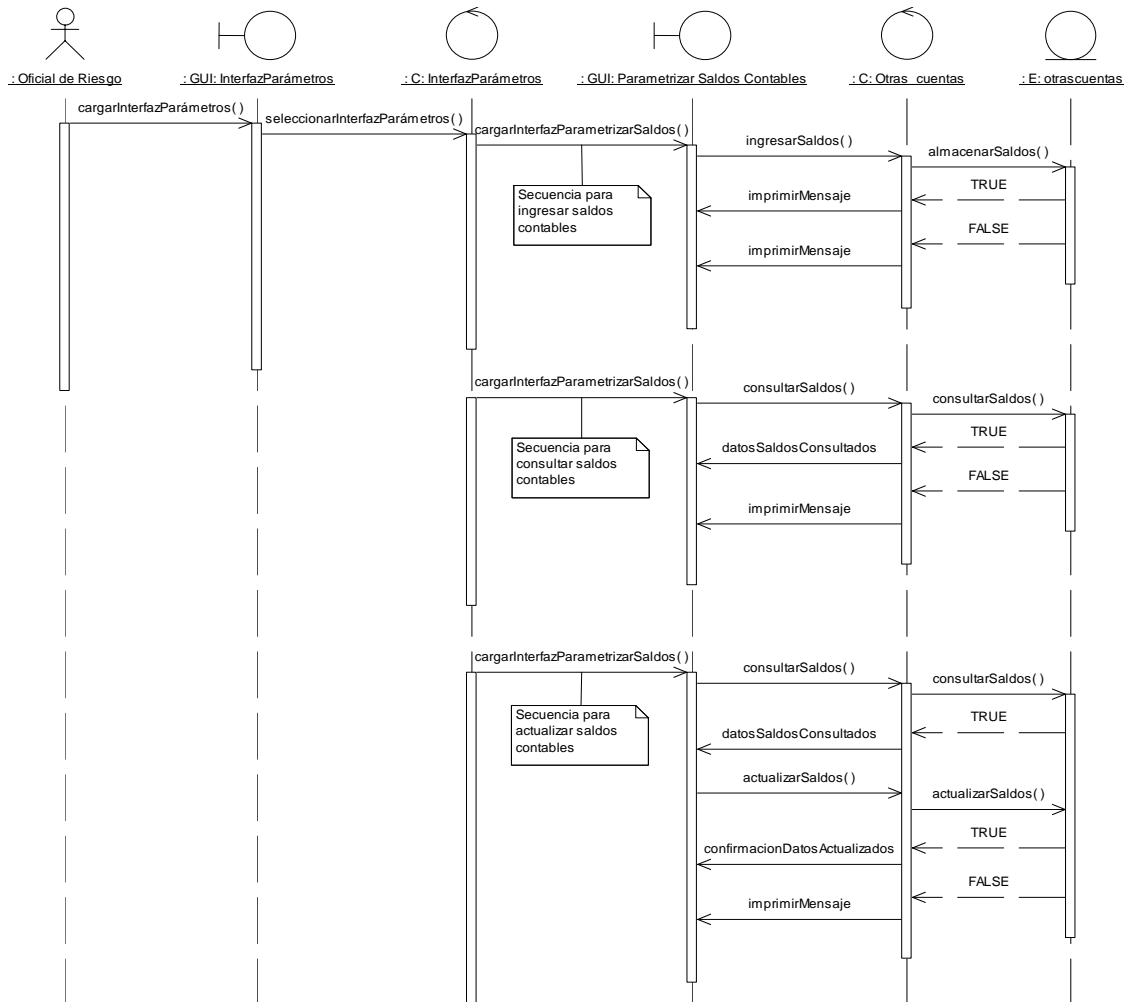 : Oficial de Riesgo
: GUI: InterfazParámetros
: C: InterfazParámetros
: GUI: Parametrizar Saldos Contables
: C: Otras_cuentas
: E: otrascuentas
cargarInterfazParámetros( )
seleccionarInterfazParámetros( )
cargarInterfazParametrizarSaldos( )
ingresarSaldos( )
almacenarSaldos( )
Secuencia para
ingresar saldos
contables
TRUE
imprimirMensaje
FALSE
imprimirMensaje
cargarInterfazParametrizarSaldos( )
consultarSaldos( )
consultarSaldos( )
Secuencia para
consultar saldos
contables
TRUE
datosSaldosConsultados
FALSE
imprimirMensaje
cargarInterfazParametrizarSaldos( )
consultarSaldos( )
consultarSaldos( )
Secuencia para
actualizar saldos
contables
TRUE
datosSaldosConsultados
actualizarSaldos( )
actualizarSaldos( )
TRUE
confirmacionDatosActualizados
FALSE
imprimirMensaje